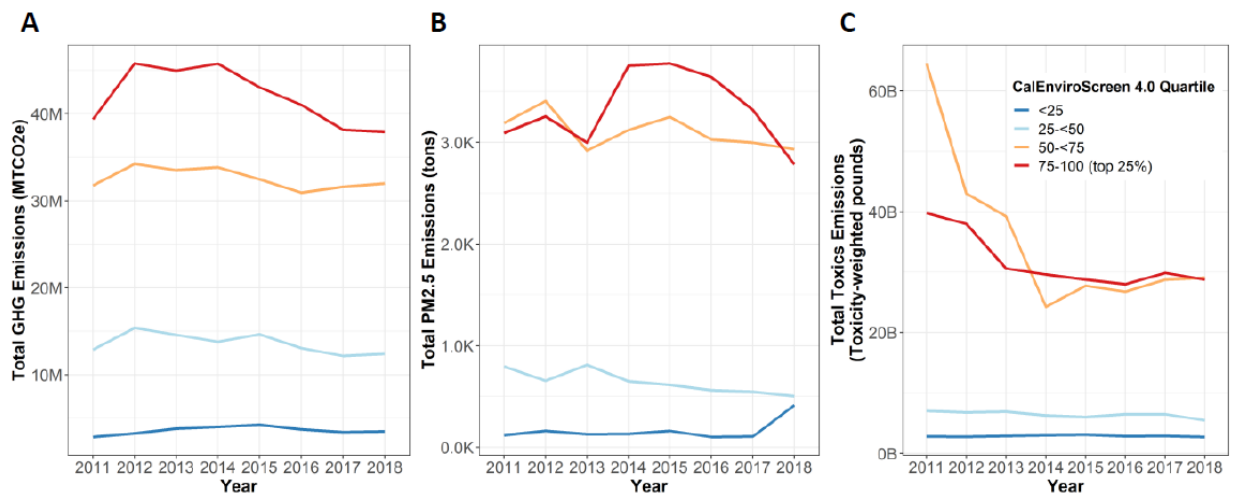 A
Total GHG Emissions (MTCO2e)
40M
30M
20M
10M
2011 2012 2013 2014 2015 2016 2017 2018
Year
B
Total PM2.5 Emissions (tons)
3.0K
2.0K
1.0K
0.0K
2011 2012 2013 2014 2015 2016 2017 2018
Year
C
Total Toxics Emissions
(Toxicity-weighted pounds)
60B
40B
20B
0B
CalEnviroScreen 4.0 Quartile
<25
25-<50
50-<75
75-100 (top 25%)
2011 2012 2013 2014 2015 2016 2017 2018
Year